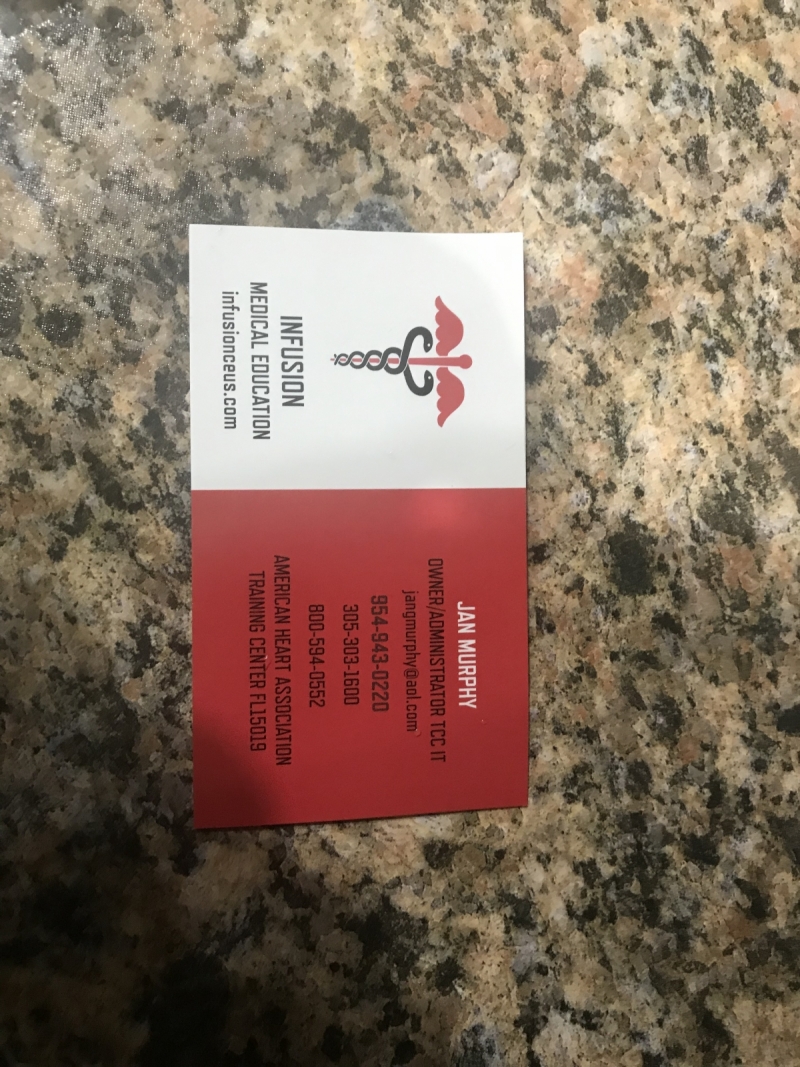 INFUSION
MEDICAL EDUCATION
infusionceus.com
JAN MURPHY
OWNER/ADMINISTRATOR TCC IT
jangmurphy@aol.com
954-943-0220
305-303-1600
800-594-0552
AMERICAN HEART ASSOCIATION
TRAINING CENTER FL15019